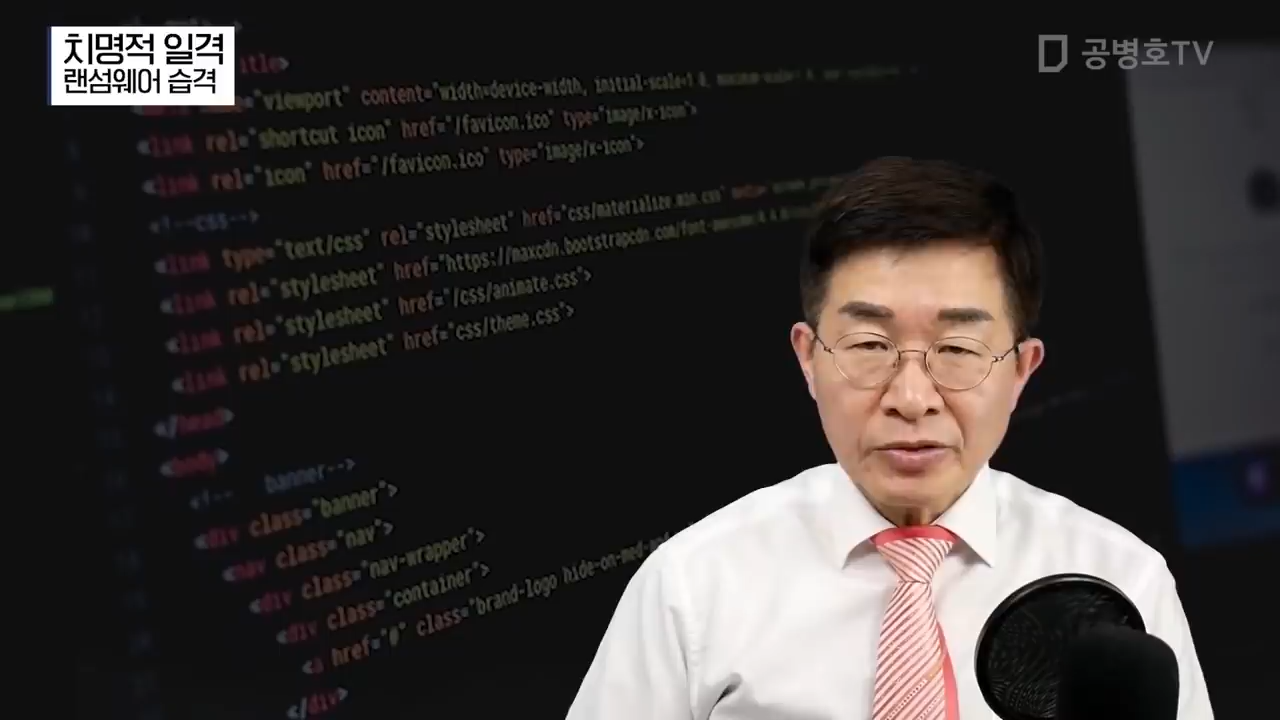 치명적 일격
랜섬웨어 습격
공병호TV
title>
"viewport" content="width=device-width, initial-scale=1
<link rel="shortcut icon" href="/favicon.ico" type="image/x-icon">
<link rel="icon" href="/favicon.ico" type="image/x-icon">
<!--css-->
<link type="text/css" rel="stylesheet" href="css/materialize.min.css"
<link rel="stylesheet" href="https://maxcdn.bootstrapcdn.com/font-awesome/4
<link rel="stylesheet" href="/css/animate.css">
<link rel="stylesheet" href="css/theme.css">
</head>
<body>
<!-- banner-->
<div class="banner">
<nav class="nav">
<div class="nav-wrapper">
<div class="container">
<a href="#" class="brand-logo hide-on-med-and
</div>